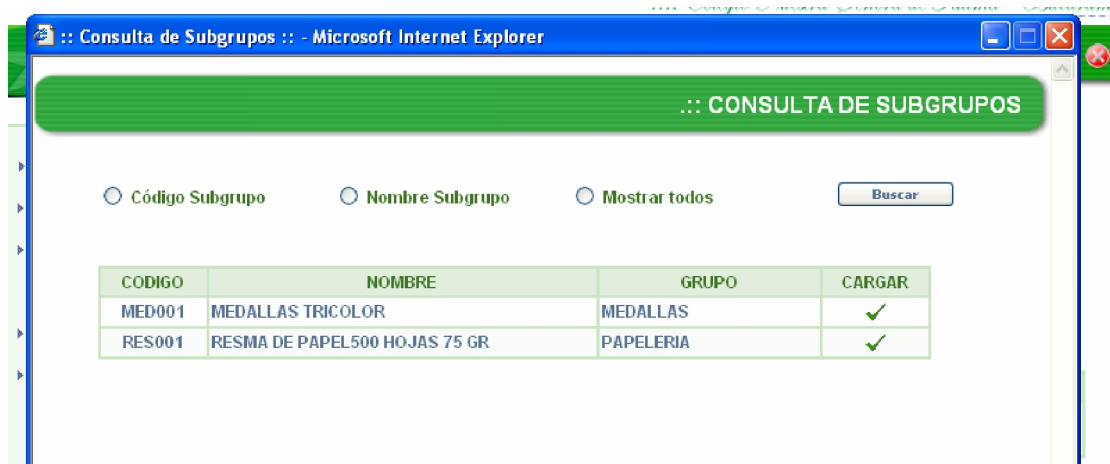 :: Consulta de Subgrupos :: - Microsoft Internet Explorer
.:: CONSULTA DE SUBGRUPOS
Código Subgrupo Nombre Subgrupo Mostrar todos Buscar
CODIGO NOMBRE GRUPO CARGAR
MED001 MEDALLAS TRICOLOR MEDALLAS
RES001 RESMA DE PAPEL500 HOJAS 75 GR PAPELERIA